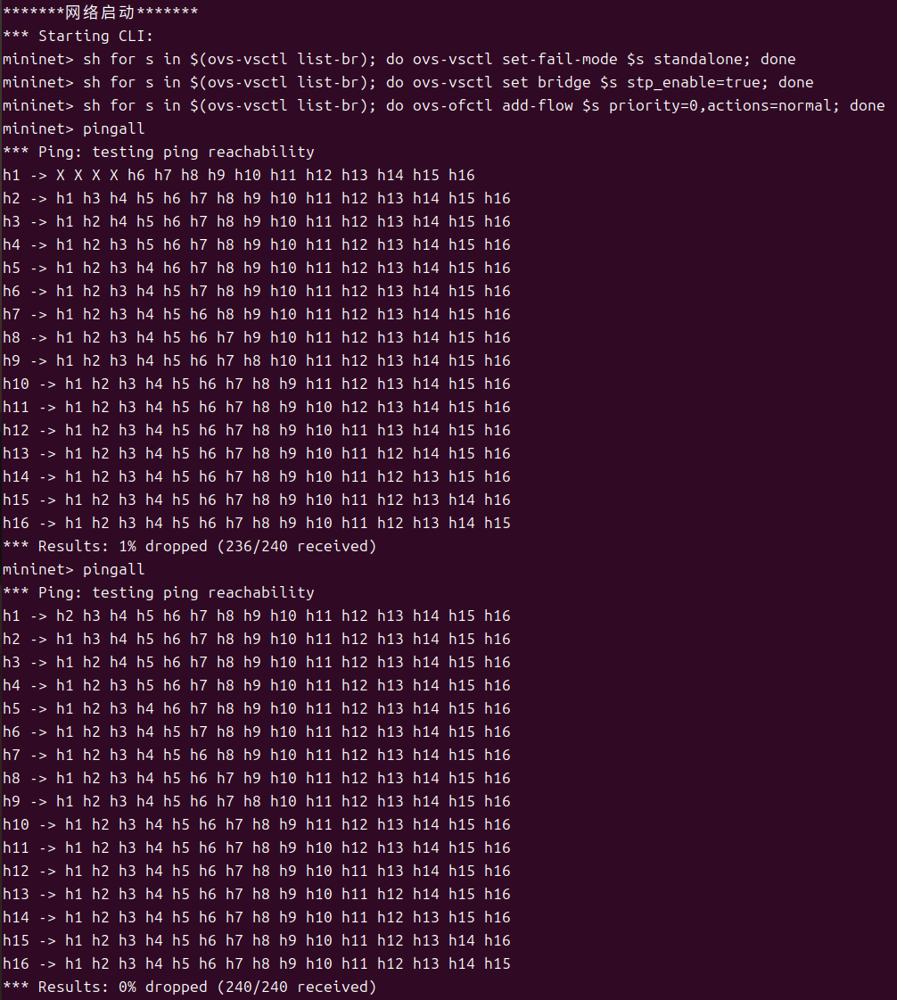 *******网络启动*******
*** Starting CLI:
mininet> sh for s in $(ovs-vsctl list-br); do ovs-vsctl set-fail-mode $s standalone; done
mininet> sh for s in $(ovs-vsctl list-br); do ovs-vsctl set bridge $s stp_enable=true; done
mininet> sh for s in $(ovs-vsctl list-br); do ovs-ofctl add-flow $s priority=0,actions=normal; done
mininet> pingall
*** Ping: testing ping reachability
h1 -> X X X X h6 h7 h8 h9 h10 h11 h12 h13 h14 h15 h16
h2 -> h1 h3 h4 h5 h6 h7 h8 h9 h10 h11 h12 h13 h14 h15 h16
h3 -> h1 h2 h4 h5 h6 h7 h8 h9 h10 h11 h12 h13 h14 h15 h16
h4 -> h1 h2 h3 h5 h6 h7 h8 h9 h10 h11 h12 h13 h14 h15 h16
h5 -> h1 h2 h3 h4 h6 h7 h8 h9 h10 h11 h12 h13 h14 h15 h16
h6 -> h1 h2 h3 h4 h5 h7 h8 h9 h10 h11 h12 h13 h14 h15 h16
h7 -> h1 h2 h3 h4 h5 h6 h8 h9 h10 h11 h12 h13 h14 h15 h16
h8 -> h1 h2 h3 h4 h5 h6 h7 h9 h10 h11 h12 h13 h14 h15 h16
h9 -> h1 h2 h3 h4 h5 h6 h7 h8 h10 h11 h12 h13 h14 h15 h16
h10 -> h1 h2 h3 h4 h5 h6 h7 h8 h9 h11 h12 h13 h14 h15 h16
h11 -> h1 h2 h3 h4 h5 h6 h7 h8 h9 h10 h12 h13 h14 h15 h16
h12 -> h1 h2 h3 h4 h5 h6 h7 h8 h9 h10 h11 h13 h14 h15 h16
h13 -> h1 h2 h3 h4 h5 h6 h7 h8 h9 h10 h11 h12 h14 h15 h16
h14 -> h1 h2 h3 h4 h5 h6 h7 h8 h9 h10 h11 h12 h13 h15 h16
h15 -> h1 h2 h3 h4 h5 h6 h7 h8 h9 h10 h11 h12 h13 h14 h16
h16 -> h1 h2 h3 h4 h5 h6 h7 h8 h9 h10 h11 h12 h13 h14 h15
*** Results: 1% dropped (236/240 received)
mininet> pingall
*** Ping: testing ping reachability
h1 -> h2 h3 h4 h5 h6 h7 h8 h9 h10 h11 h12 h13 h14 h15 h16
h2 -> h1 h3 h4 h5 h6 h7 h8 h9 h10 h11 h12 h13 h14 h15 h16
h3 -> h1 h2 h4 h5 h6 h7 h8 h9 h10 h11 h12 h13 h14 h15 h16
h4 -> h1 h2 h3 h5 h6 h7 h8 h9 h10 h11 h12 h13 h14 h15 h16
h5 -> h1 h2 h3 h4 h6 h7 h8 h9 h10 h11 h12 h13 h14 h15 h16
h6 -> h1 h2 h3 h4 h5 h7 h8 h9 h10 h11 h12 h13 h14 h15 h16
h7 -> h1 h2 h3 h4 h5 h6 h8 h9 h10 h11 h12 h13 h14 h15 h16
h8 -> h1 h2 h3 h4 h5 h6 h7 h9 h10 h11 h12 h13 h14 h15 h16
h9 -> h1 h2 h3 h4 h5 h6 h7 h8 h10 h11 h12 h13 h14 h15 h16
h10 -> h1 h2 h3 h4 h5 h6 h7 h8 h9 h11 h12 h13 h14 h15 h16
h11 -> h1 h2 h3 h4 h5 h6 h7 h8 h9 h10 h12 h13 h14 h15 h16
h12 -> h1 h2 h3 h4 h5 h6 h7 h8 h9 h10 h11 h13 h14 h15 h16
h13 -> h1 h2 h3 h4 h5 h6 h7 h8 h9 h10 h11 h12 h14 h15 h16
h14 -> h1 h2 h3 h4 h5 h6 h7 h8 h9 h10 h11 h12 h13 h15 h16
h15 -> h1 h2 h3 h4 h5 h6 h7 h8 h9 h10 h11 h12 h13 h14 h16
h16 -> h1 h2 h3 h4 h5 h6 h7 h8 h9 h10 h11 h12 h13 h14 h15
*** Results: 0% dropped (240/240 received)